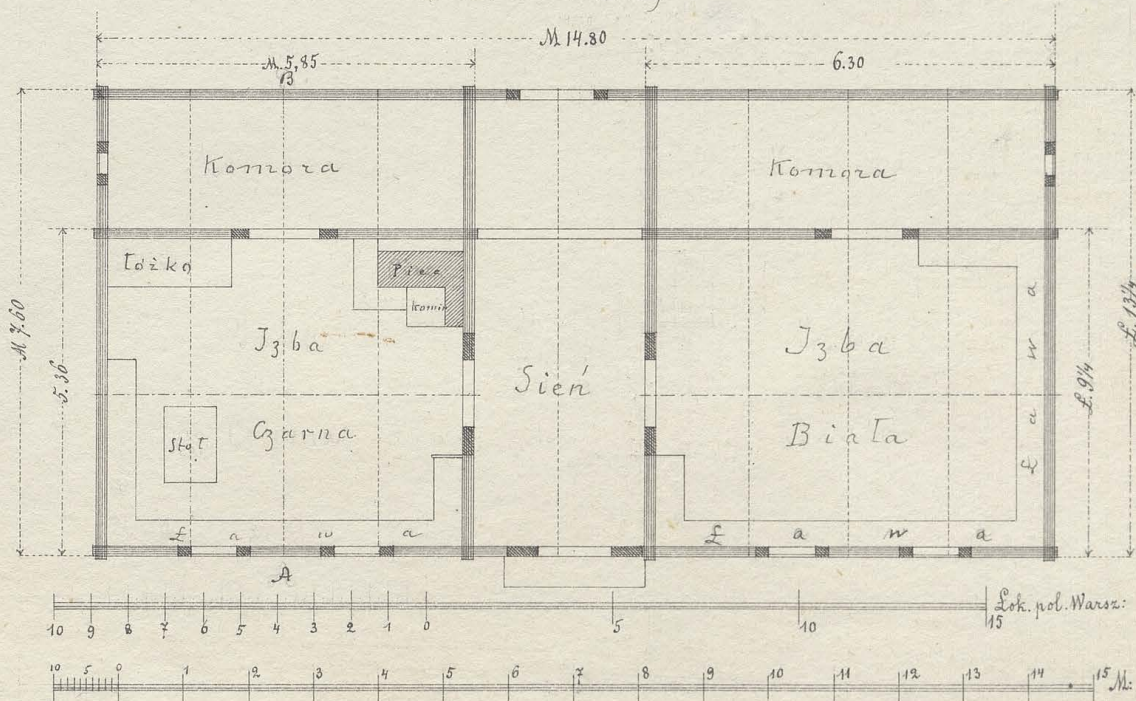 M 14.80
M. 5,85
6.30
B
Komora
Komora
Łóżko
Piec
Komin
Izba
Sień
Izba
Stoł
Czarna
Biała
Ława
Ława
Ława
A
M 7.60
5.36
Ł. 9¼
Ł. 13¼
Łok. pol. Warsz:
10 9 8 7 6 5 4 3 2 1 0 5 10 15
10 5 0 1 2 3 4 5 6 7 8 9 10 11 12 13 14 15 M: